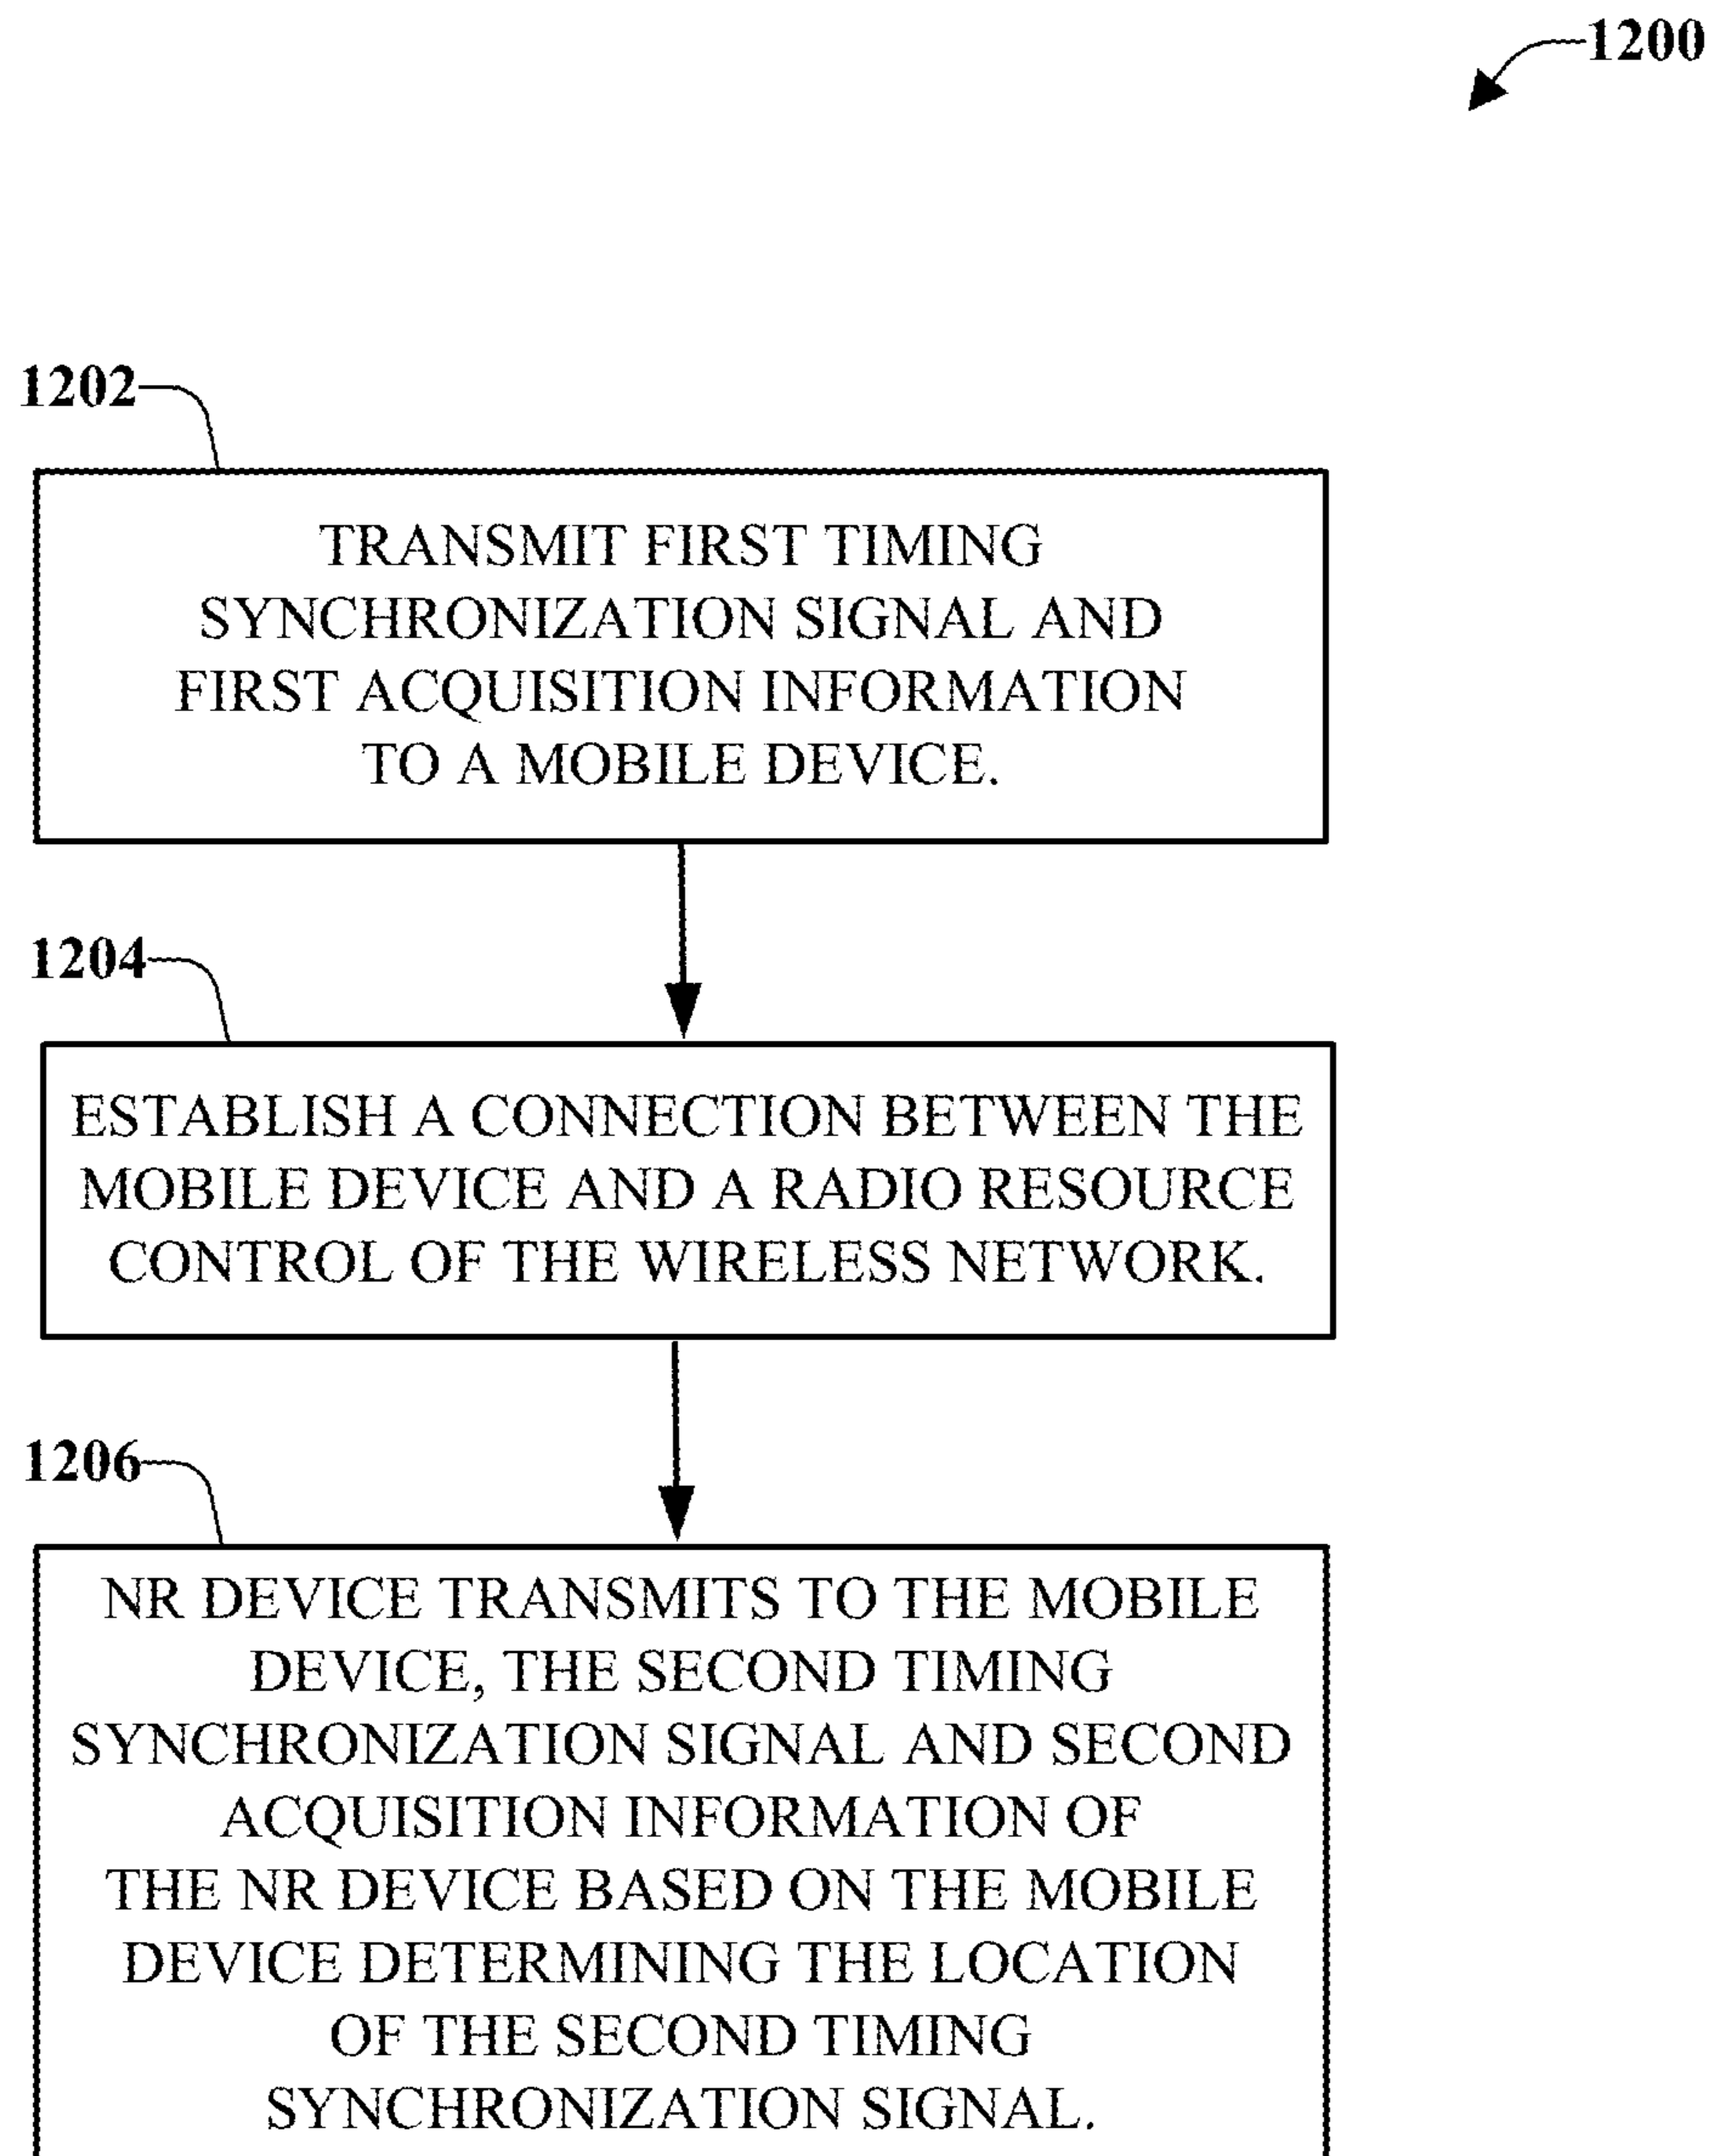 1200
1202
TRANSMIT FIRST TIMING
SYNCHRONIZATION SIGNAL AND
FIRST ACQUISITION INFORMATION
TO A MOBILE DEVICE.
1204
ESTABLISH A CONNECTION BETWEEN THE
MOBILE DEVICE AND A RADIO RESOURCE
CONTROL OF THE WIRELESS NETWORK.
1206
NR DEVICE TRANSMITS TO THE MOBILE
DEVICE, THE SECOND TIMING
SYNCHRONIZATION SIGNAL AND SECOND
ACQUISITION INFORMATION OF
THE NR DEVICE BASED ON THE MOBILE
DEVICE DETERMINING THE LOCATION
OF THE SECOND TIMING
SYNCHRONIZATION SIGNAL.